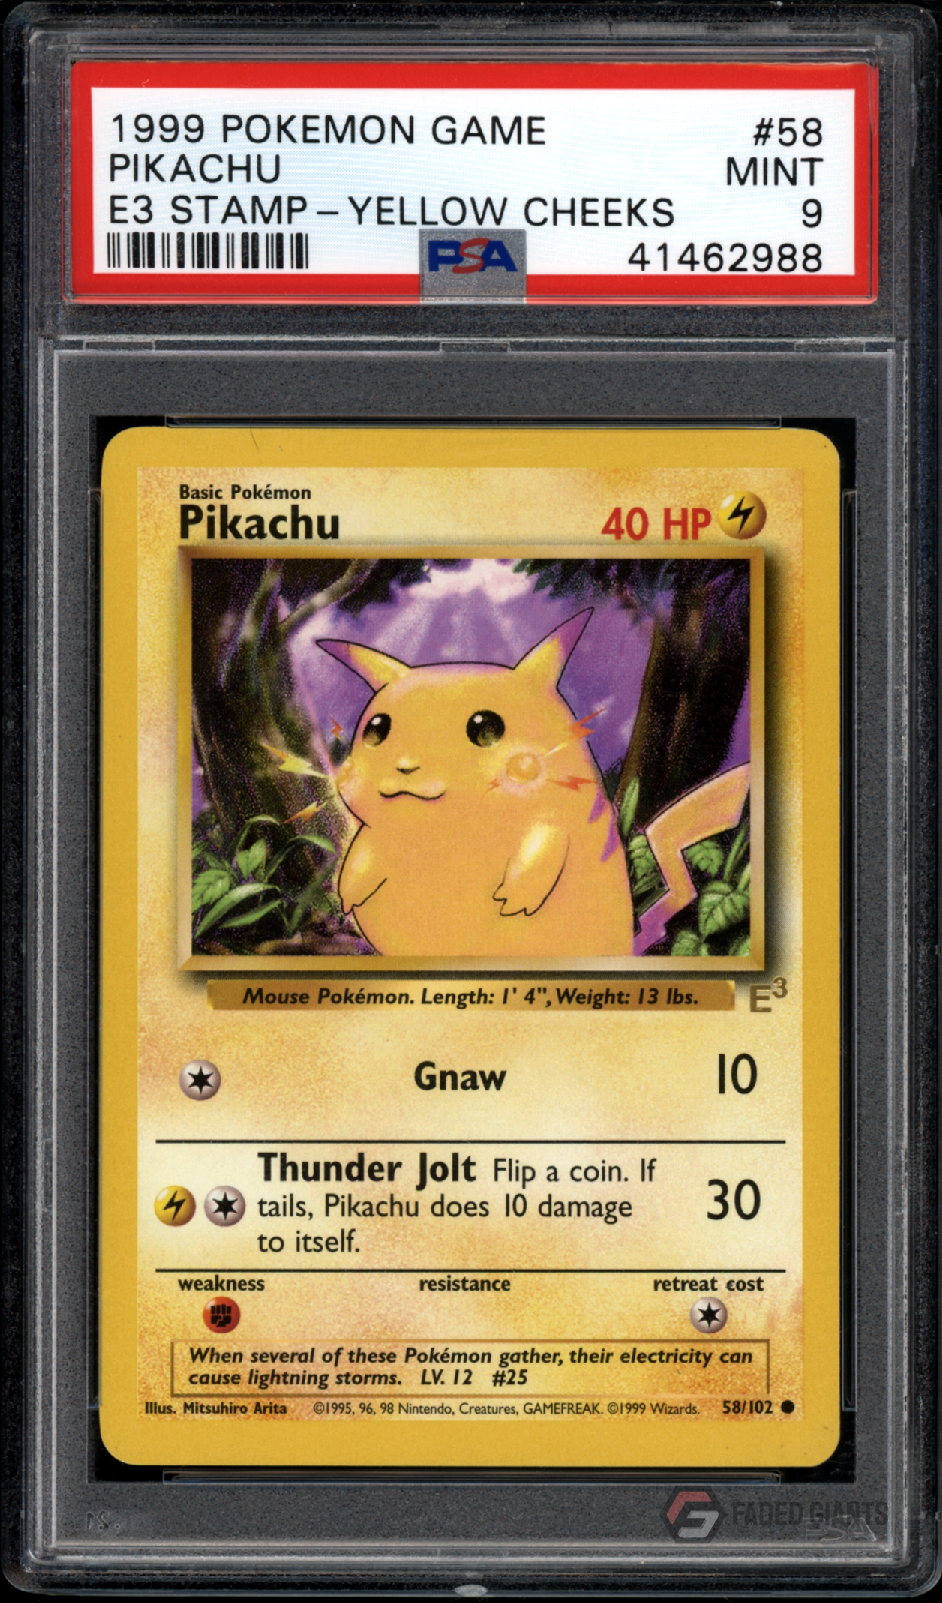 1999 POKEMON GAME #58
PIKACHU MINT
E3 STAMP – YELLOW CHEEKS 9
PSA 41462988
Basic Pokémon
Pikachu 40 HP
Mouse Pokémon. Length: 1' 4", Weight: 13 lbs.
E3
Gnaw 10
Thunder Jolt Flip a coin. If
tails, Pikachu does 10 damage
to itself.
30
weakness resistance retreat cost
When several of these Pokémon gather, their electricity can
cause lightning storms. LV. 12 #25
Illus. Mitsuhiro Arita ©1995, 96, 98 Nintendo, Creatures, GAMEFREAK. ©1999 Wizards. 58/102
FADED GIANTS